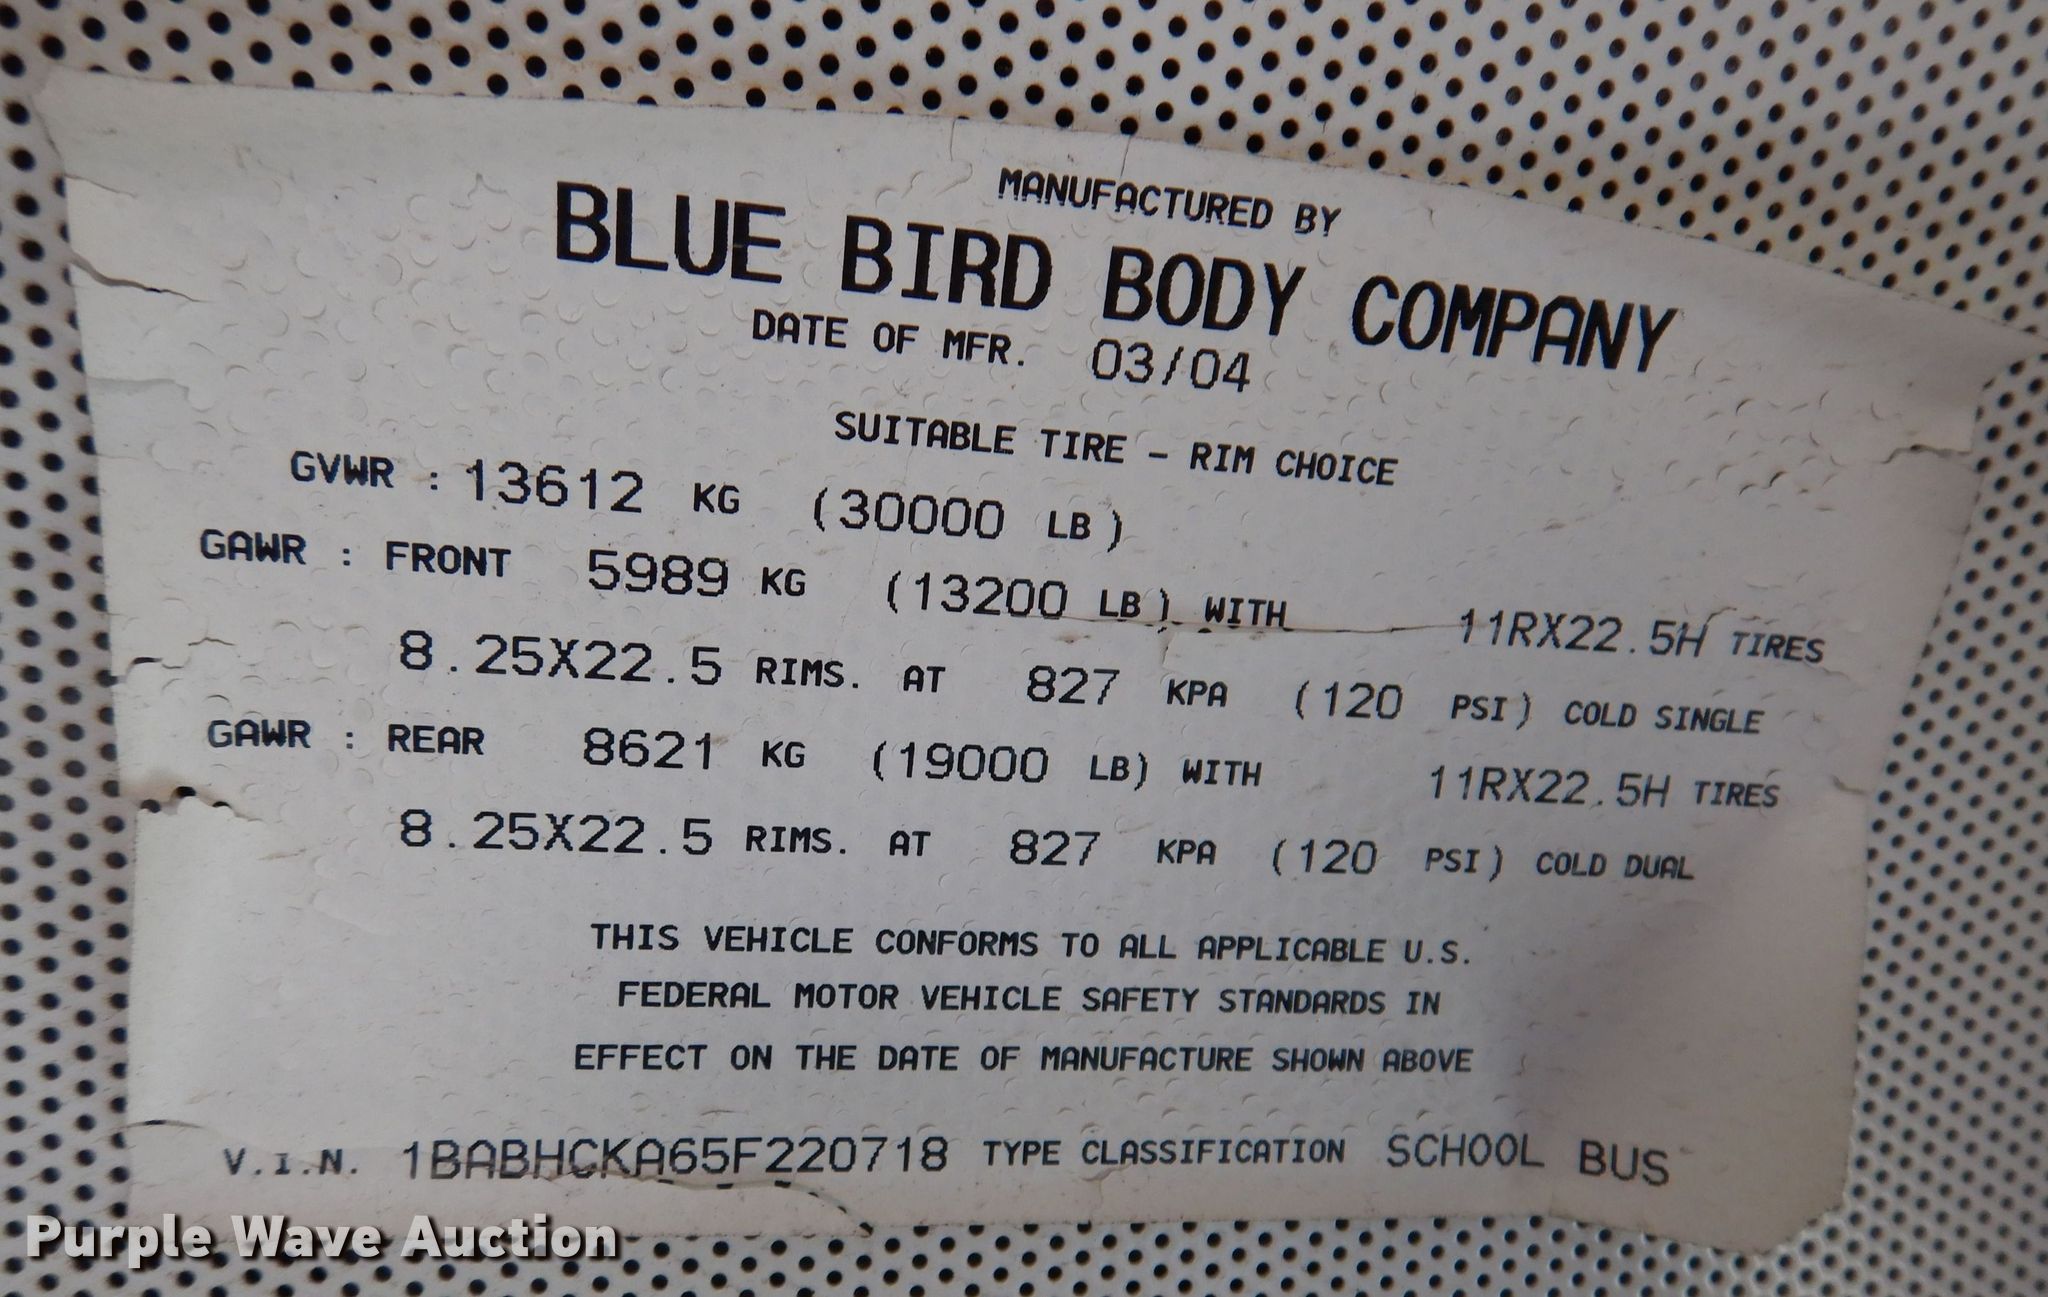 MANUFACTURED BY
BLUE BIRD BODY COMPANY
DATE OF MFR. 03/04
SUITABLE TIRE - RIM CHOICE
GVWR : 13612 KG (30000 LB)
GAWR : FRONT 5989 KG (13200 LB) WITH 11RX22.5H TIRES
8.25X22.5 RIMS. AT 827 KPA (120 PSI) COLD SINGLE
GAWR : REAR 8621 KG (19000 LB) WITH 11RX22.5H TIRES
8.25X22.5 RIMS. AT 827 KPA (120 PSI) COLD DUAL
THIS VEHICLE CONFORMS TO ALL APPLICABLE U.S.
FEDERAL MOTOR VEHICLE SAFETY STANDARDS IN
EFFECT ON THE DATE OF MANUFACTURE SHOWN ABOVE
V.I.N. 1BABHCKA65F220718 TYPE CLASSIFICATION SCHOOL BUS
Purple Wave Auction